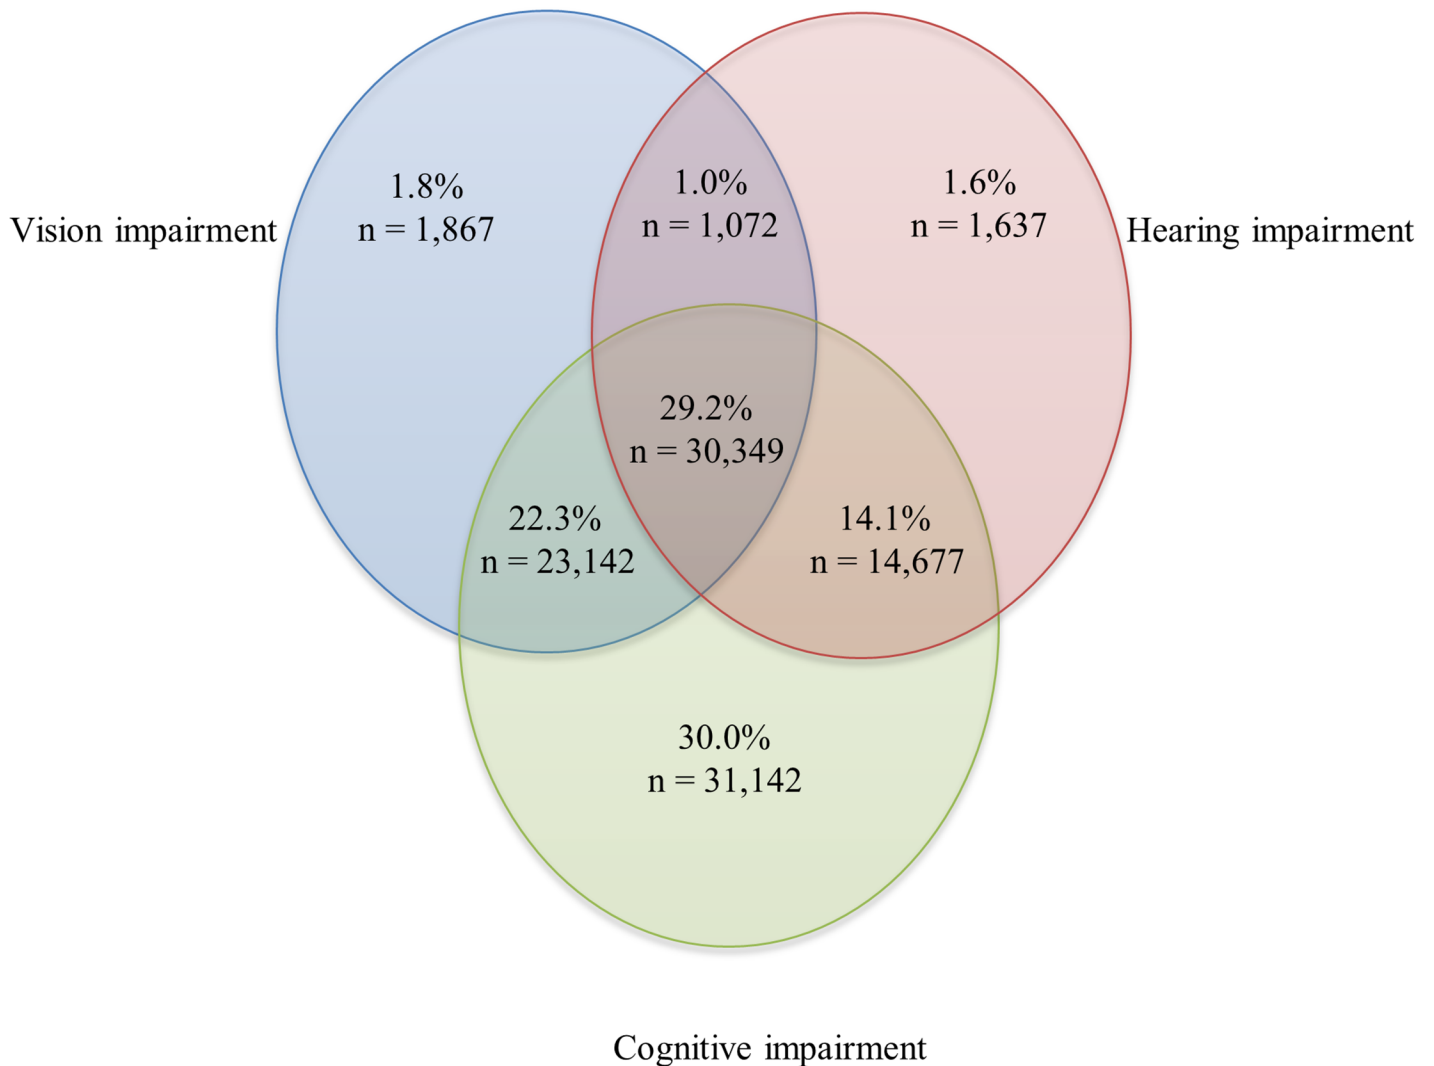 1.8%
n = 1,867
1.0%
n = 1,072
1.6%
n = 1,637
Vision impairment
Hearing impairment
29.2%
n = 30,349
22.3%
n = 23,142
14.1%
n = 14,677
30.0%
n = 31,142
Cognitive impairment